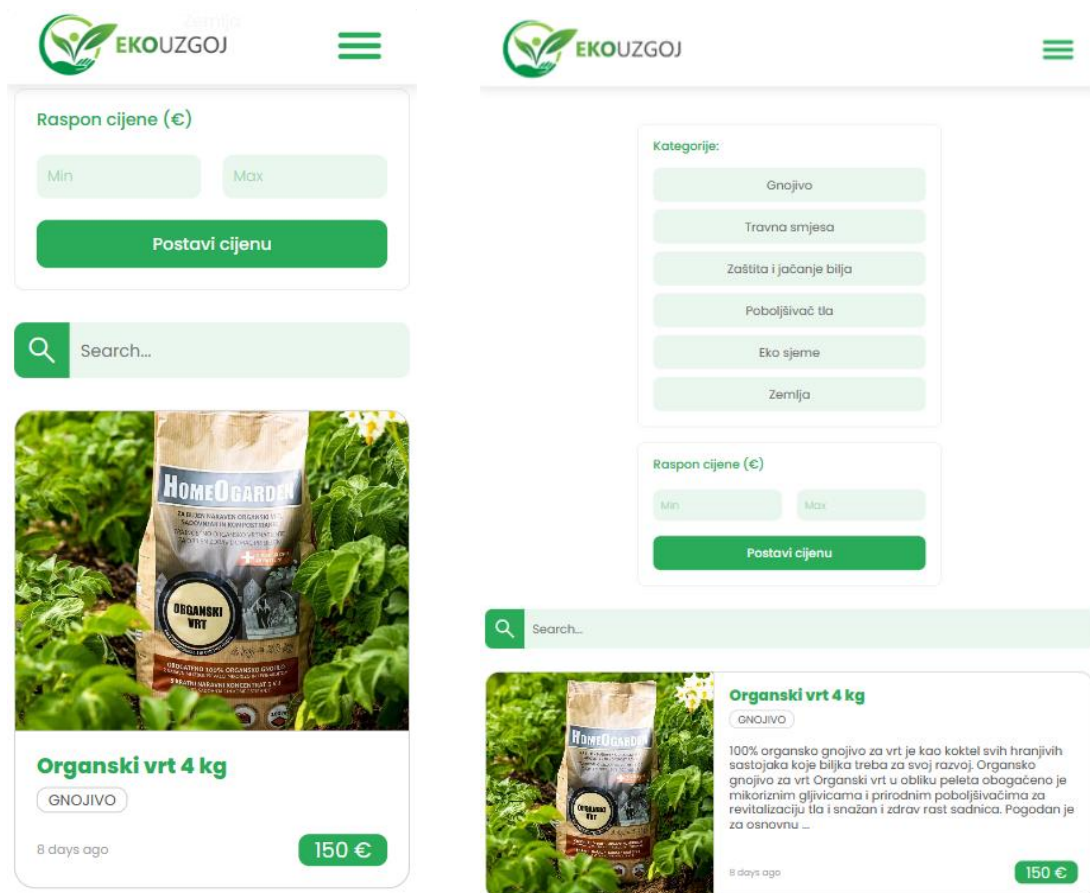 EKOUZGOJ
Raspon cijene (€)
Min
Max
Postavi cijenu
Search...
HOMEOGARDEN
ORGANSKI
VRT
Organski vrt 4 kg
GNOJIVO
8 days ago
150 €
EKOUZGOJ
Kategorije:
Gnojivo
Travna smjesa
Zaštita i jačanje bilja
Poboljšivač tla
Eko sjeme
Zemlja
Raspon cijene (€)
Min
Max
Postavi cijenu
Search...
HOMEOGARDEN
ORGANSKI
VRT
Organski vrt 4 kg
GNOJIVO
100% organsko gnojivo za vrt je kao koktel svih hranjivih
sastojaka koje biljka treba za svoj razvoj. Organsko
gnojivo za vrt Organski vrt u obliku peleta obogaćeno je
mikoriznim gljivicama i prirodnim poboljšivačima za
revitalizaciju tla i snažan i zdrav rast sadnica. Pogodan je
za osnovnu ...
8 days ago
150 €